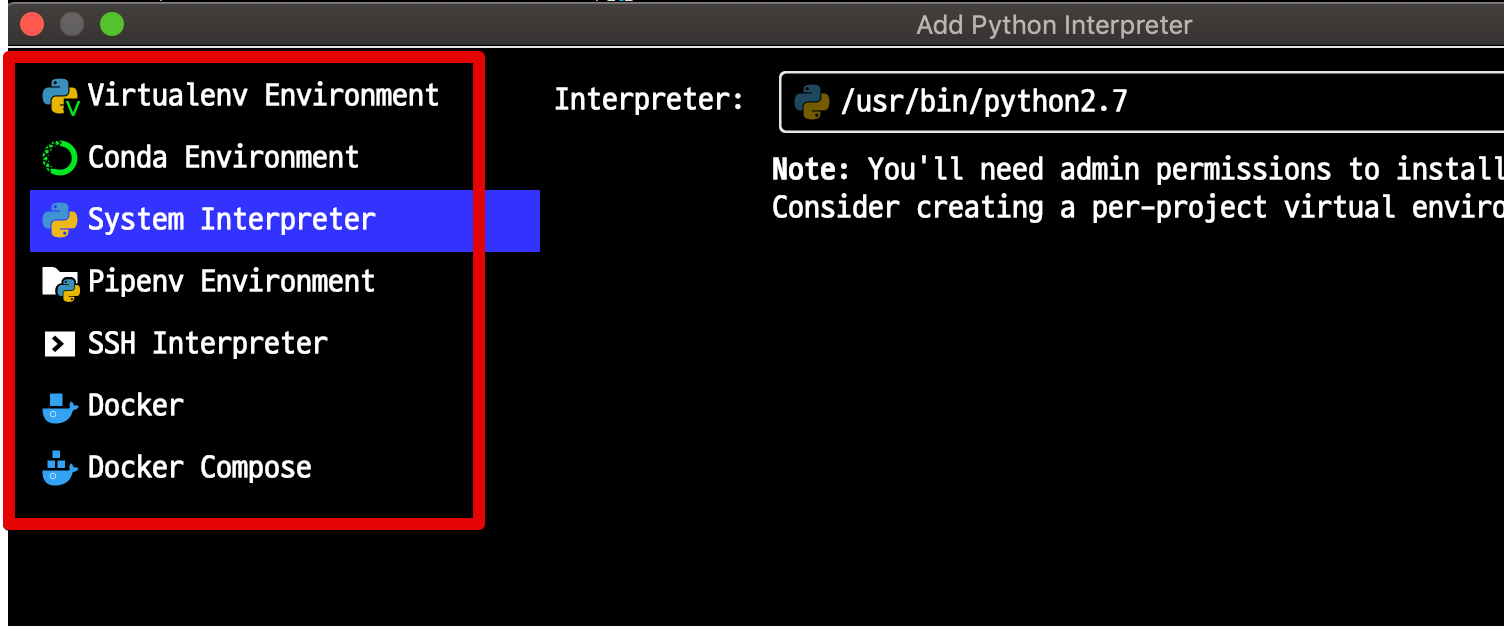 Add Python Interpreter
Virtualenv Environment
Conda Environment
System Interpreter
Pipenv Environment
SSH Interpreter
Docker
Docker Compose
Interpreter: /usr/bin/python2.7
Note: You'll need admin permissions to install
Consider creating a per-project virtual